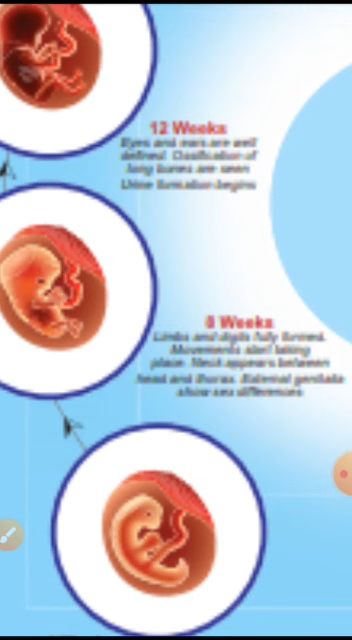 12 Weeks
Eyes and ears are well
defined. Ossification of
long bones are seen
Urine formation begins
8 Weeks
Limbs and digits fully formed.
Movements start taking
place. Neck appears between
head and thorax. External genitalia
show sex differences